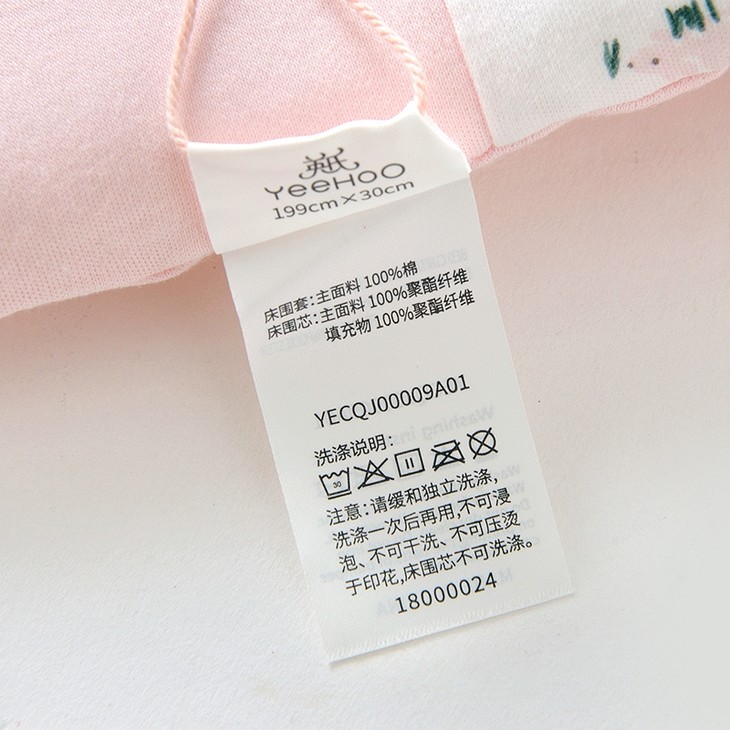 英氏
YeeHoO
199cm×30cm
床围套:主面料 100%棉
床围芯:主面料 100%聚酯纤维
填充物 100%聚酯纤维
YECQJ00009A01
洗涤说明:
30
注意:请缓和独立洗涤,
洗涤一次后再用,不可浸
泡、不可干洗、不可压烫
于印花,床围芯不可洗涤。
18000024